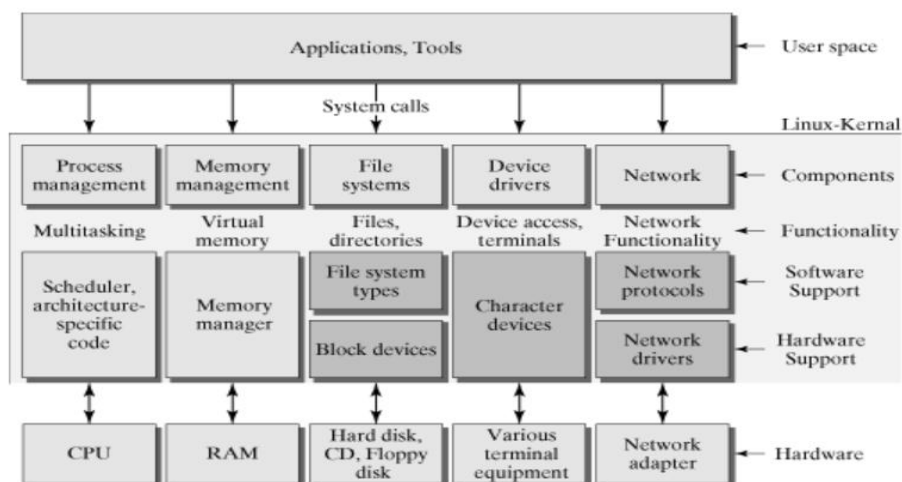 Applications, Tools
User space
System calls
Linux-Kernal
Process
management
Memory
management
File
systems
Device
drivers
Network
Components
Multitasking
Virtual
memory
Files,
directories
Device access,
terminals
Network
Functionality
Functionality
Scheduler,
architecture-
specific
code
Memory
manager
File system
types
Block devices
Character
devices
Network
protocols
Network
drivers
Software
Support
Hardware
Support
CPU
RAM
Hard disk,
CD, Floppy
disk
Various
terminal
equipment
Network
adapter
Hardware